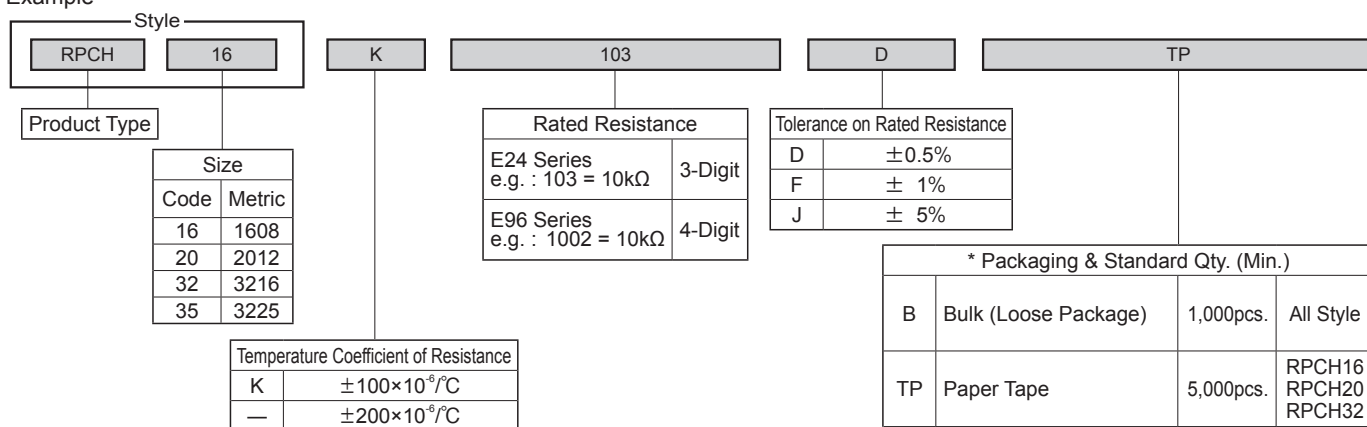 Example
Style
RPCH 16 K 103 D TP
Product Type
Size
Code Metric
16 1608
20 2012
32 3216
35 3225
Temperature Coefficient of Resistance
K ±100×10⁻⁶/℃
— ±200×10⁻⁶/℃
Rated Resistance
E24 Series
e.g. : 103 = 10kΩ
3-Digit
E96 Series
e.g. : 1002 = 10kΩ
4-Digit
Tolerance on Rated Resistance
D ±0.5%
F ± 1%
J ± 5%
* Packaging & Standard Qty. (Min.)
B Bulk (Loose Package) 1,000pcs. All Style
TP Paper Tape 5,000pcs. RPCH16
RPCH20
RPCH32